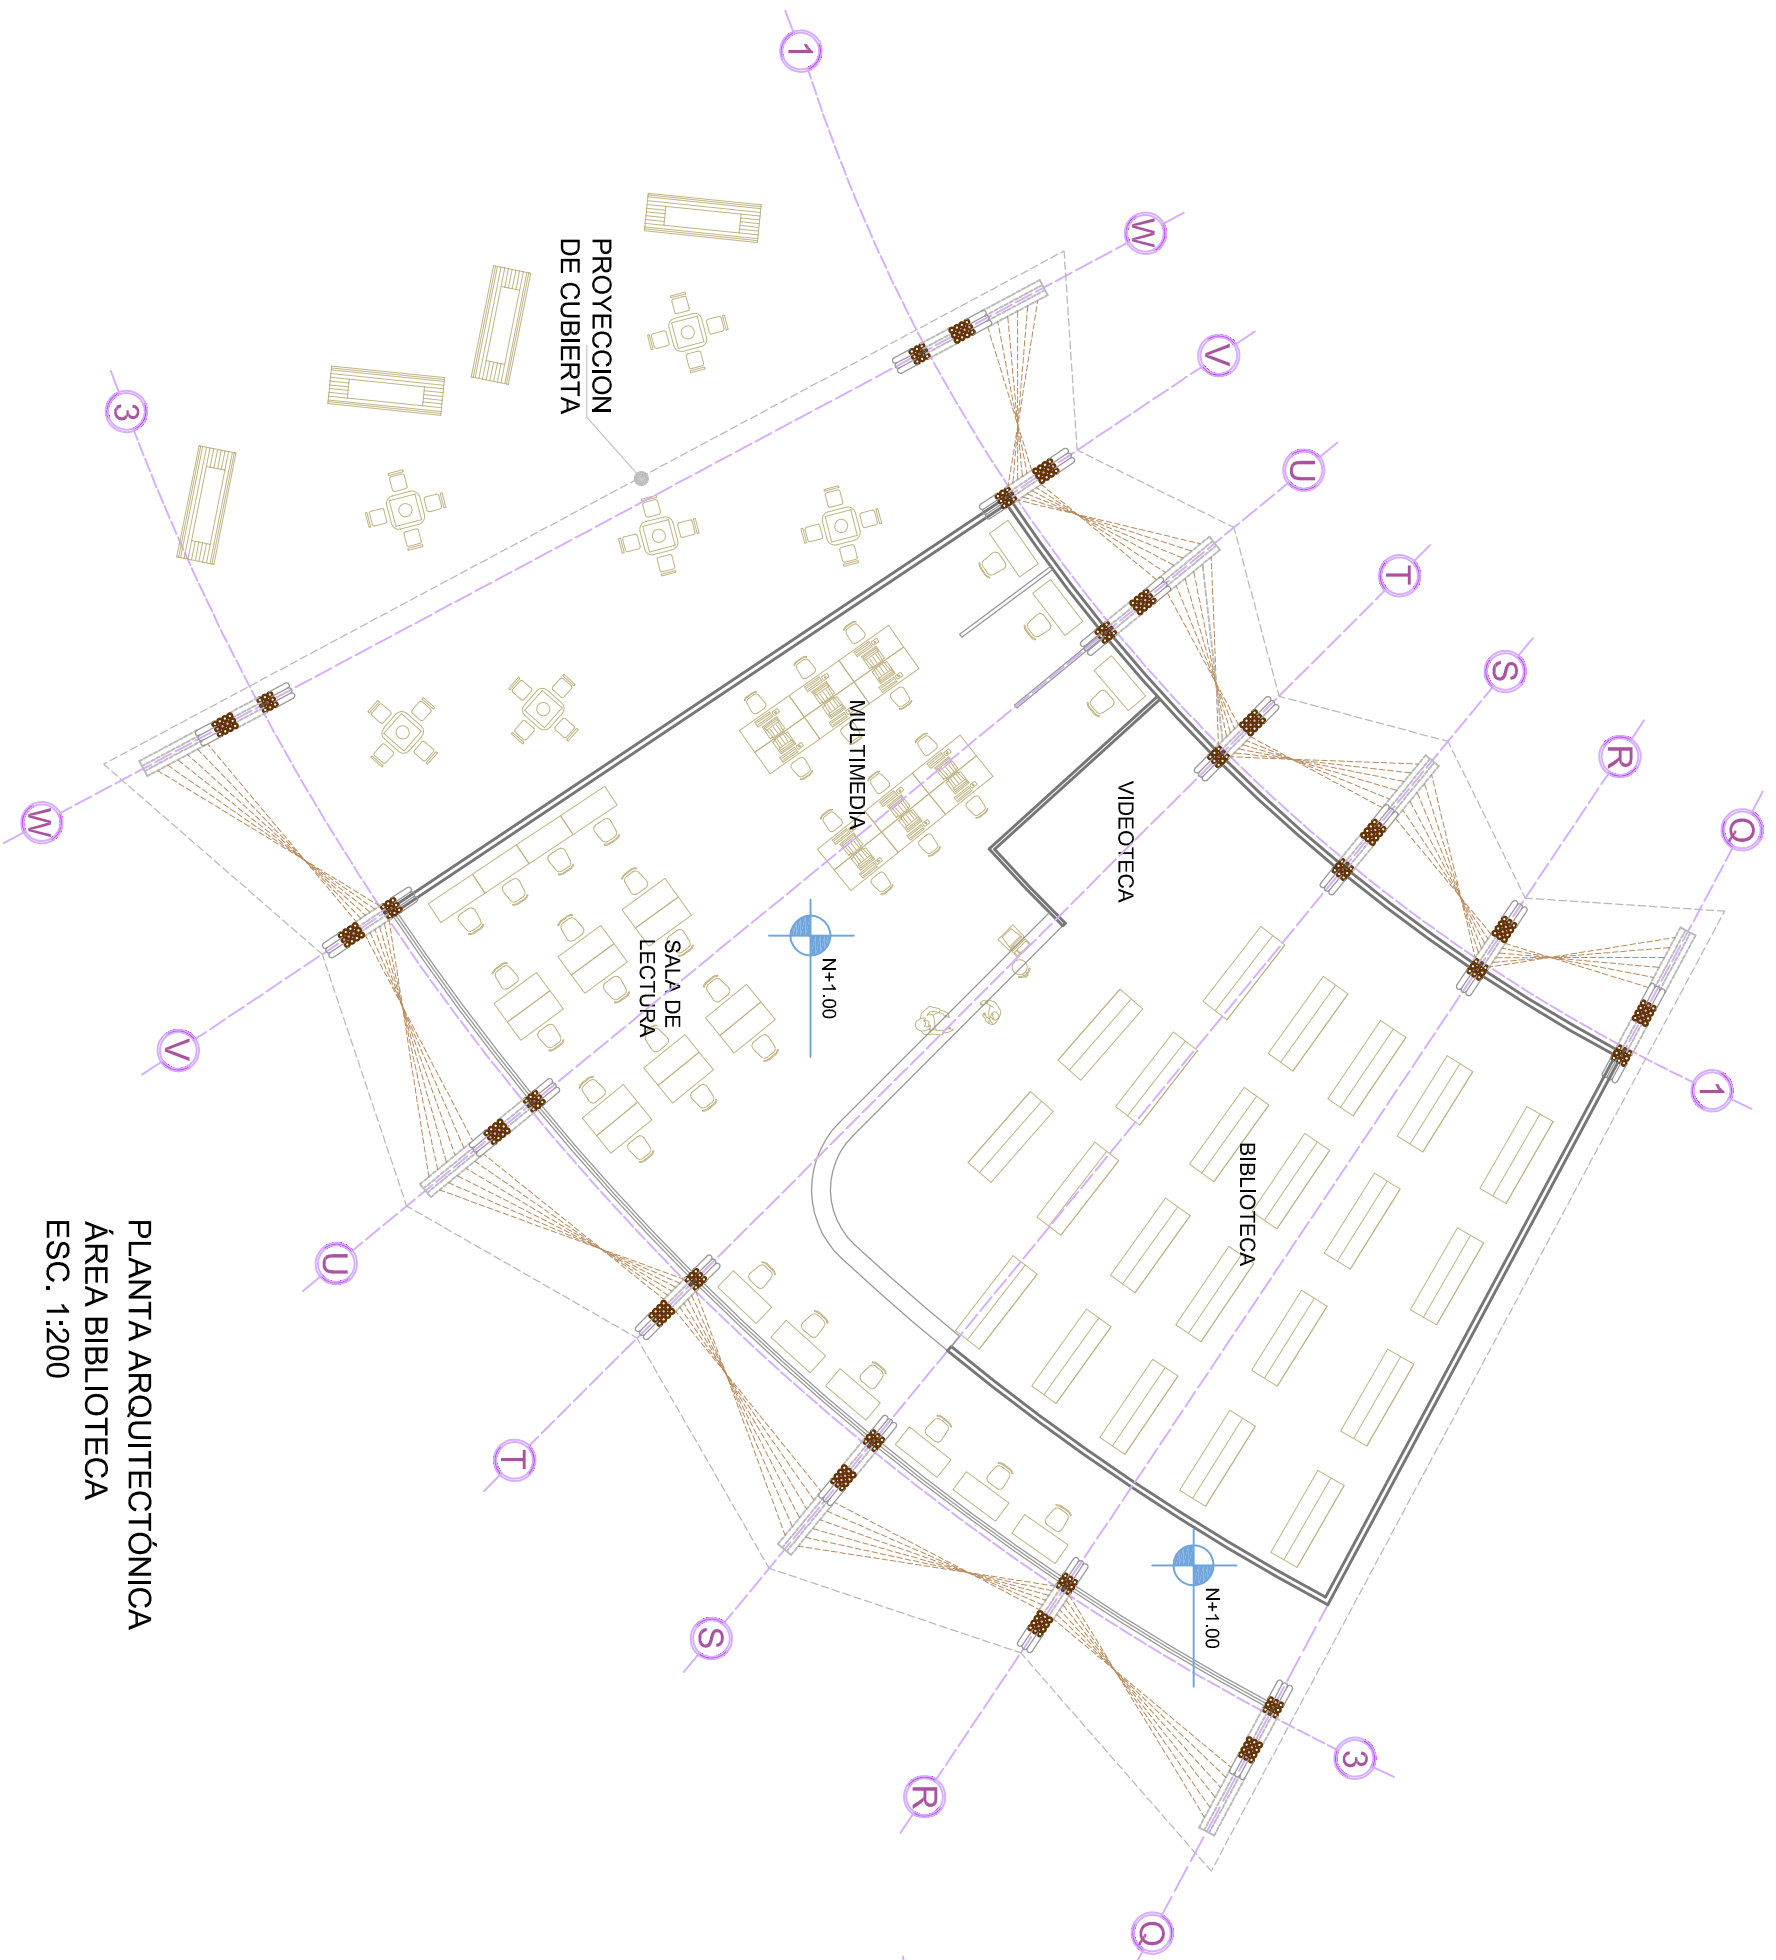 1
W
V
U
T
S
R
Q
1
3
PROYECCION
DE CUBIERTA
MULTIMEDIA
VIDEOTECA
SALA DE
LECTURA
N+1.00
BIBLIOTECA
N+1.00
W
V
U
T
S
R
Q
3
PLANTA ARQUITECTÓNICA
ÁREA BIBLIOTECA
ESC. 1:200